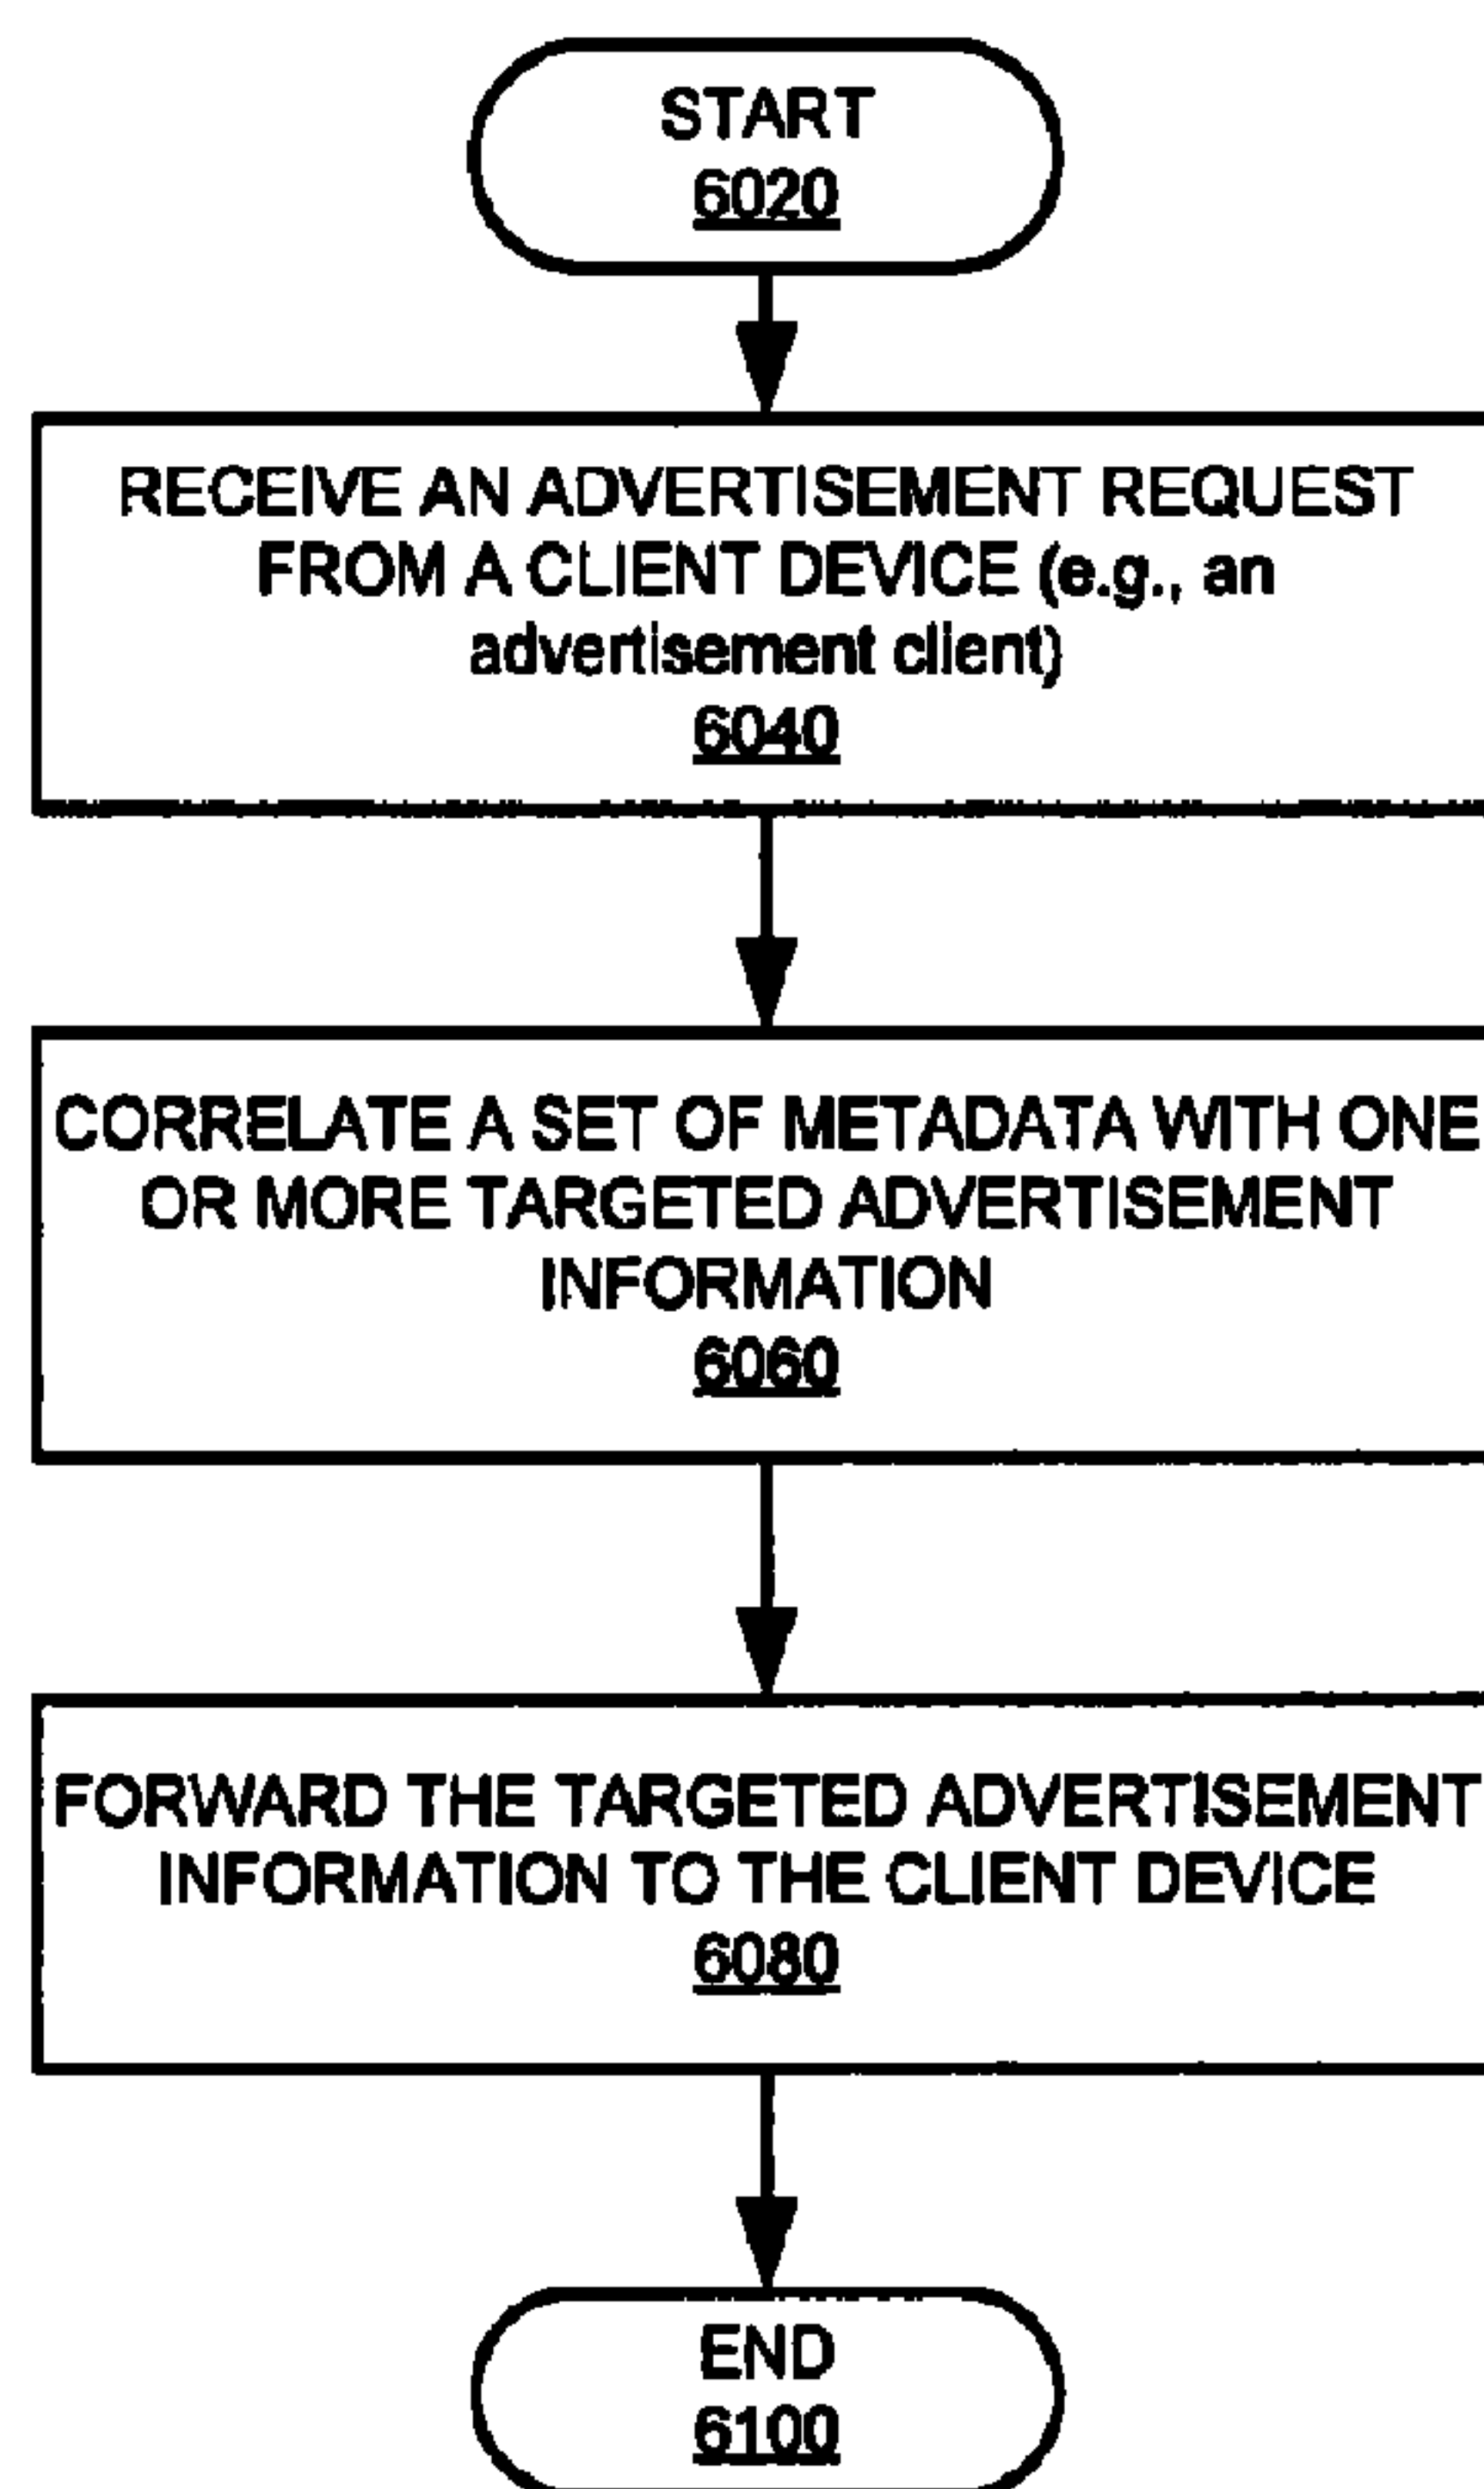 START
6020
RECEIVE AN ADVERTISEMENT REQUEST
FROM A CLIENT DEVICE (e.g., an
advertisement client)
6040
CORRELATE A SET OF METADATA WITH ONE
OR MORE TARGETED ADVERTISEMENT
INFORMATION
6060
FORWARD THE TARGETED ADVERTISEMENT
INFORMATION TO THE CLIENT DEVICE
6080
END
6100